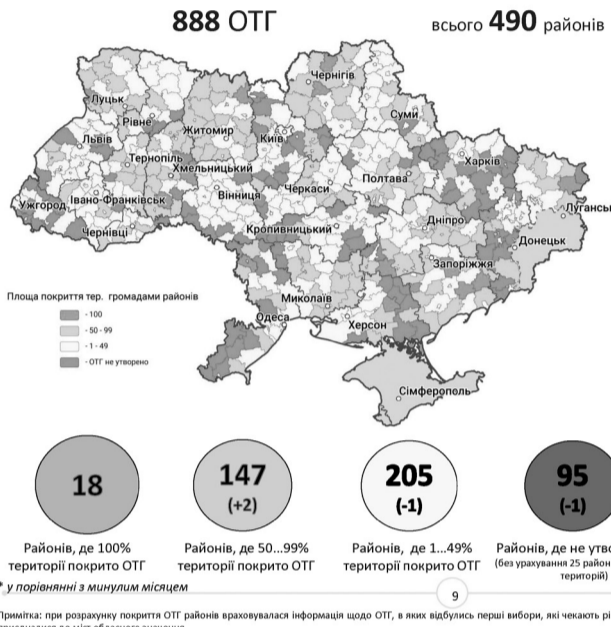 888 ОТГ
всього 490 районів
Чернігів
Луцьк
Суми
Рівне
Житомир
Київ
Львів
Харків
Тернопіль
Хмельницький
Полтава
Черкаси
Вінниця
Ужгород
Івано-Франківськ
Луганськ
Дніпро
Кропивницький
Чернівці
Донецьк
Запоріжжя
Площа покриття тер. громадами районів
- 100
- 50 - 99
- 1 - 49
- ОТГ не утворено
Миколаїв
Одеса
Херсон
Сімферополь
18
147
(+2)
205
(-1)
95
(-1)
Районів, де 100%
території покрито ОТГ
Районів, де 50...99%
території покрито ОТГ
Районів, де 1...49%
території покрито ОТГ
Районів, де не утво
(без урахування 25 район
територій)
* у порівнянні з минулим місяцем
9
Примітка: при розрахунку покриття ОТГ районів враховувалася інформація щодо ОТГ, в яких відбулись перші вибори, які чекають рі